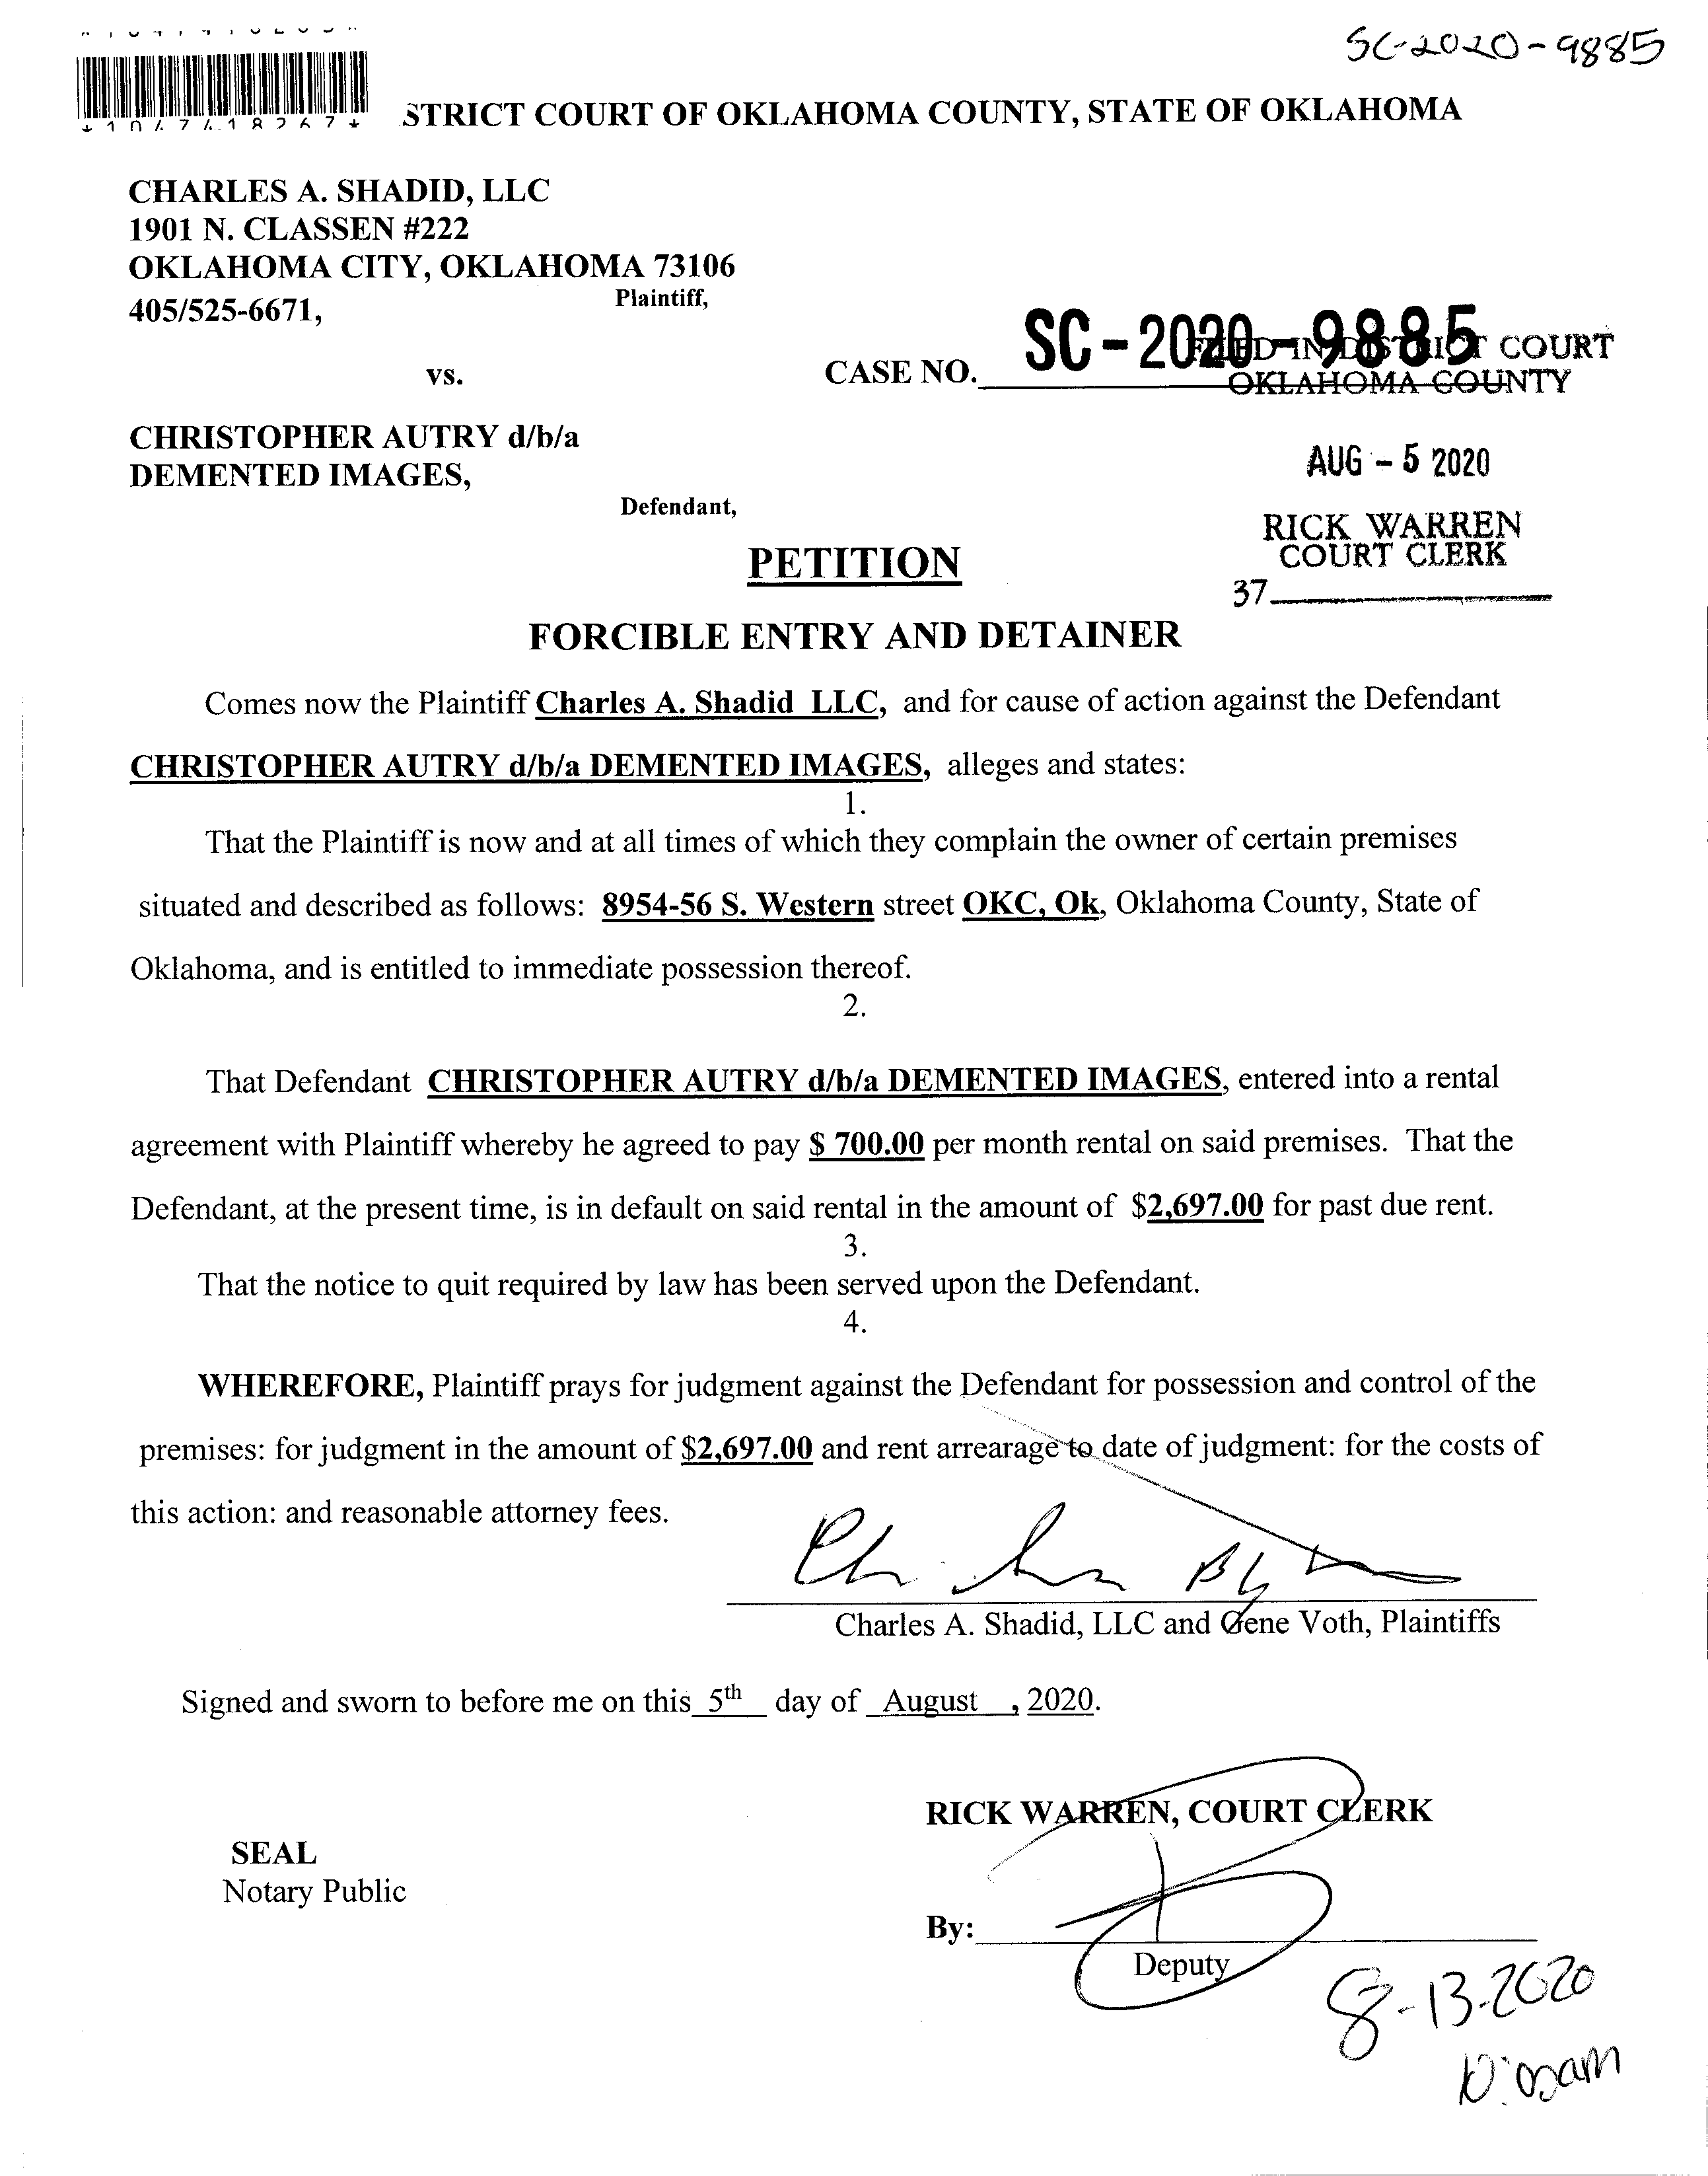 SC-2020-9885
*1047418267*
STRICT COURT OF OKLAHOMA COUNTY, STATE OF OKLAHOMA
CHARLES A. SHADID, LLC
1901 N. CLASSEN #222
OKLAHOMA CITY, OKLAHOMA 73106
405/525-6671,
Plaintiff,
vs.
CASE NO. SC-2020-9885
FILED IN DISTRICT COURT
OKLAHOMA COUNTY
CHRISTOPHER AUTRY d/b/a
DEMENTED IMAGES,
Defendant,
AUG - 5 2020
RICK WARREN
COURT CLERK
37
PETITION
FORCIBLE ENTRY AND DETAINER
Comes now the Plaintiff Charles A. Shadid LLC, and for cause of action against the Defendant
CHRISTOPHER AUTRY d/b/a DEMENTED IMAGES, alleges and states:
1.
That the Plaintiff is now and at all times of which they complain the owner of certain premises
situated and described as follows: 8954-56 S. Western street OKC, Ok, Oklahoma County, State of
Oklahoma, and is entitled to immediate possession thereof.
2.
That Defendant CHRISTOPHER AUTRY d/b/a DEMENTED IMAGES, entered into a rental
agreement with Plaintiff whereby he agreed to pay $ 700.00 per month rental on said premises. That the
Defendant, at the present time, is in default on said rental in the amount of $2,697.00 for past due rent.
3.
That the notice to quit required by law has been served upon the Defendant.
4.
WHEREFORE, Plaintiff prays for judgment against the Defendant for possession and control of the
premises: for judgment in the amount of $2,697.00 and rent arrearage to date of judgment: for the costs of
this action: and reasonable attorney fees.
Charles A. Shadid, LLC and Gene Voth, Plaintiffs
Signed and sworn to before me on this 5th day of August , 2020.
RICK WARREN, COURT CLERK
SEAL
Notary Public
By:
Deputy
8-13-2020